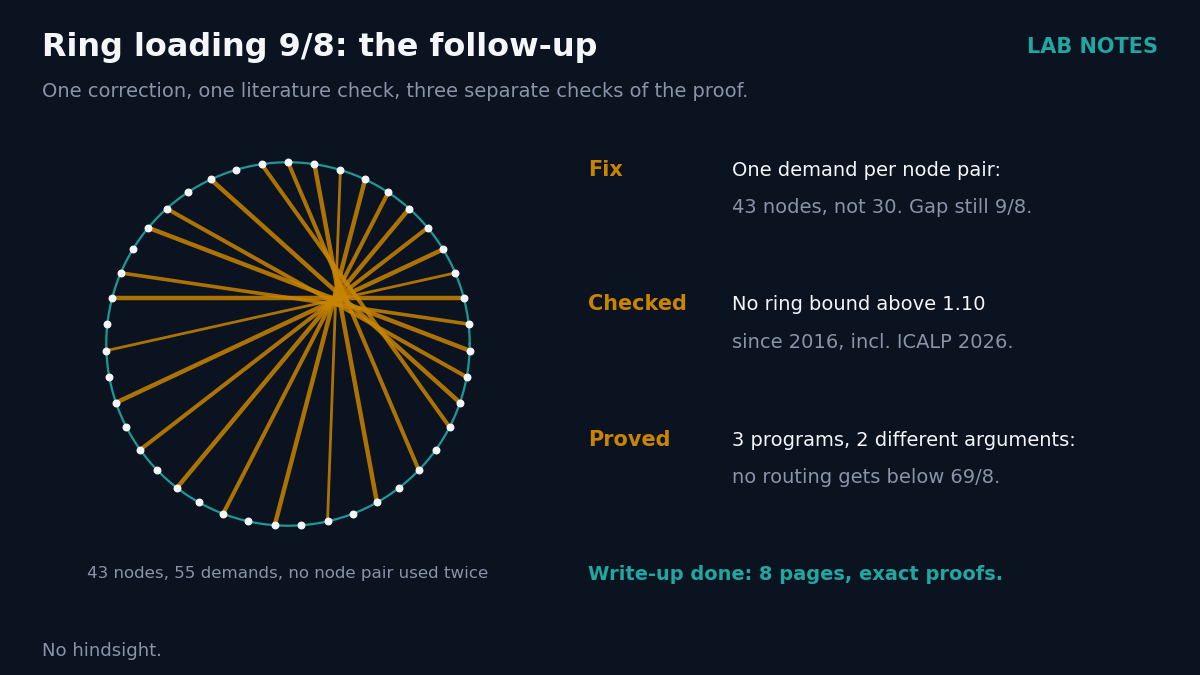 Ring loading 9/8: the follow-up
LAB NOTES
One correction, one literature check, three separate checks of the proof.
Fix
One demand per node pair:
43 nodes, not 30. Gap still 9/8.
Checked
No ring bound above 1.10
since 2016, incl. ICALP 2026.
Proved
3 programs, 2 different arguments:
no routing gets below 69/8.
43 nodes, 55 demands, no node pair used twice
Write-up done: 8 pages, exact proofs.
No hindsight.